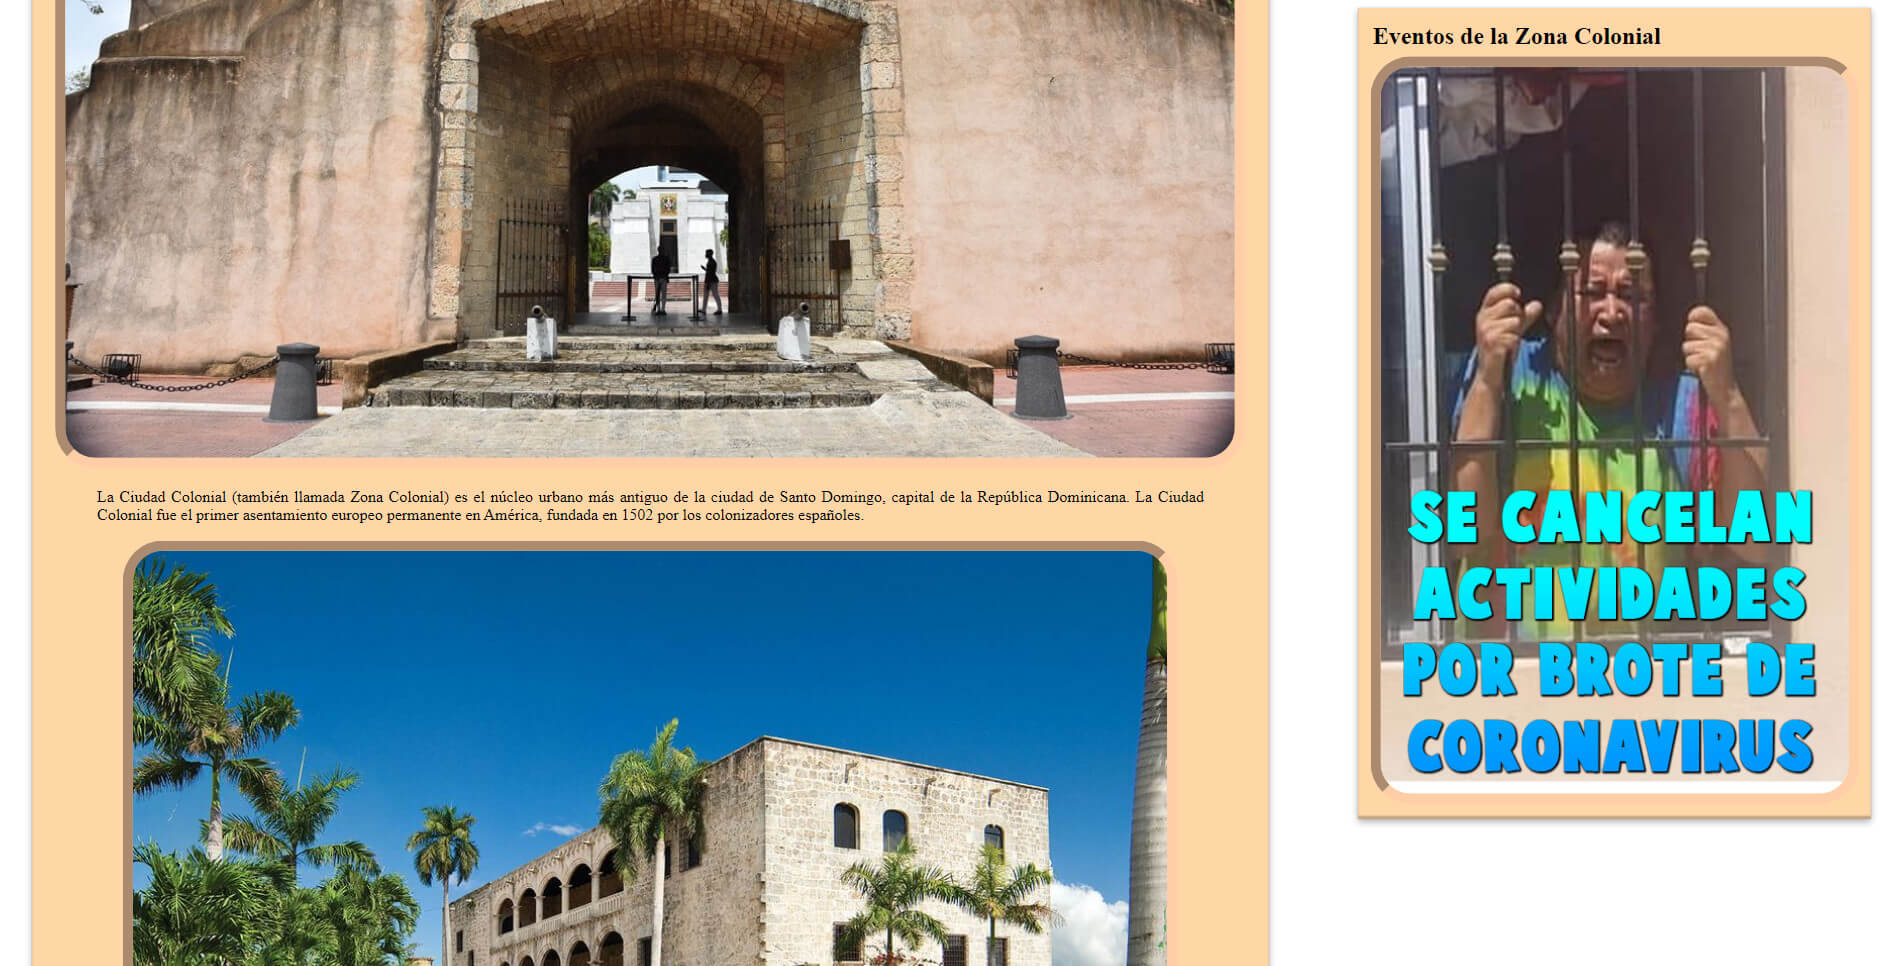 Eventos de la Zona Colonial
SE CANCELAN
ACTIVIDADES
POR BROTE DE
CORONAVIRUS
La Ciudad Colonial (también llamada Zona Colonial) es el núcleo urbano más antiguo de la ciudad de Santo Domingo, capital de la República Dominicana. La Ciudad
Colonial fue el primer asentamiento europeo permanente en América, fundada en 1502 por los colonizadores españoles.